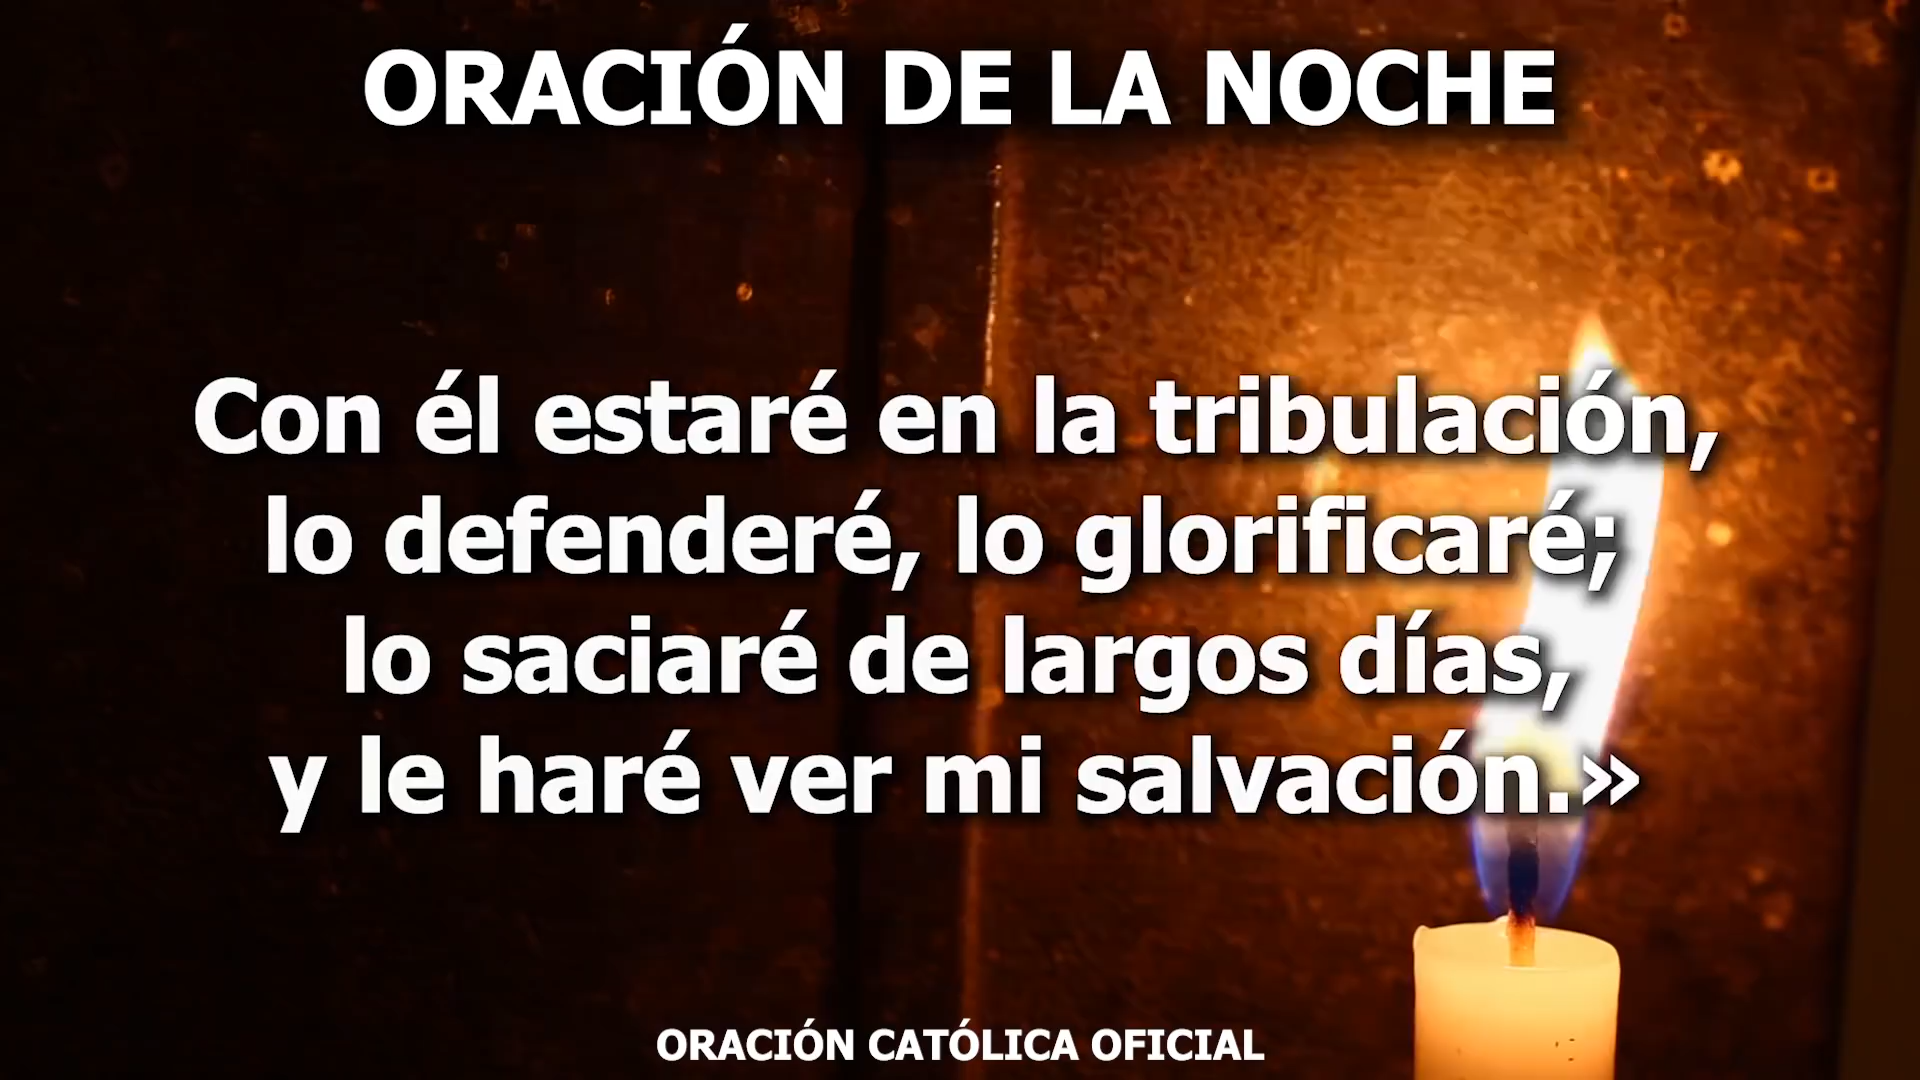 ORACIÓN DE LA NOCHE
Con él estaré en la tribulación,
lo defenderé, lo glorificaré;
lo saciaré de largos días,
y le haré ver mi salvación.»
ORACIÓN CATÓLICA OFICIAL